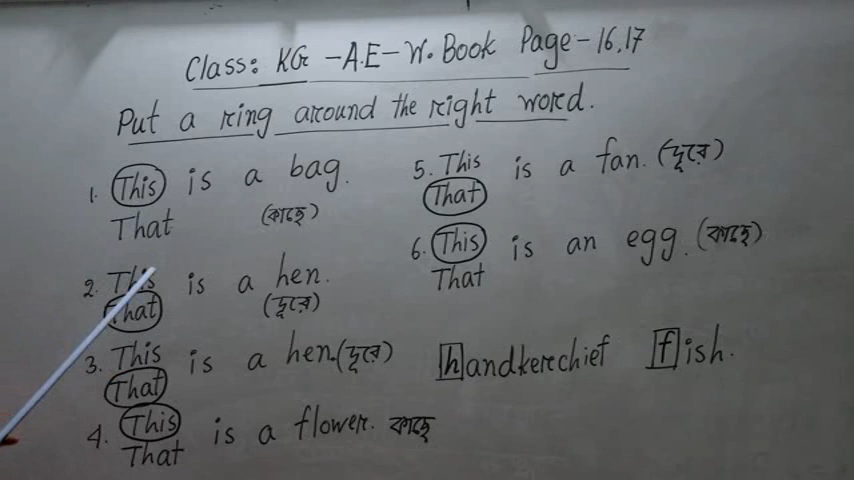 Class: KG -A.E- W. Book Page-16,17
Put a ring around the right word.
1. This is a bag.
That (কাছে)
2. This is a hen.
That (দূরে)
3. This is a hen. (দূরে)
That
4. This is a flower. কাছে
That
5. This is a fan. (দূরে)
That
6. This is an egg. (কাছে)
That
handkerchief fish.